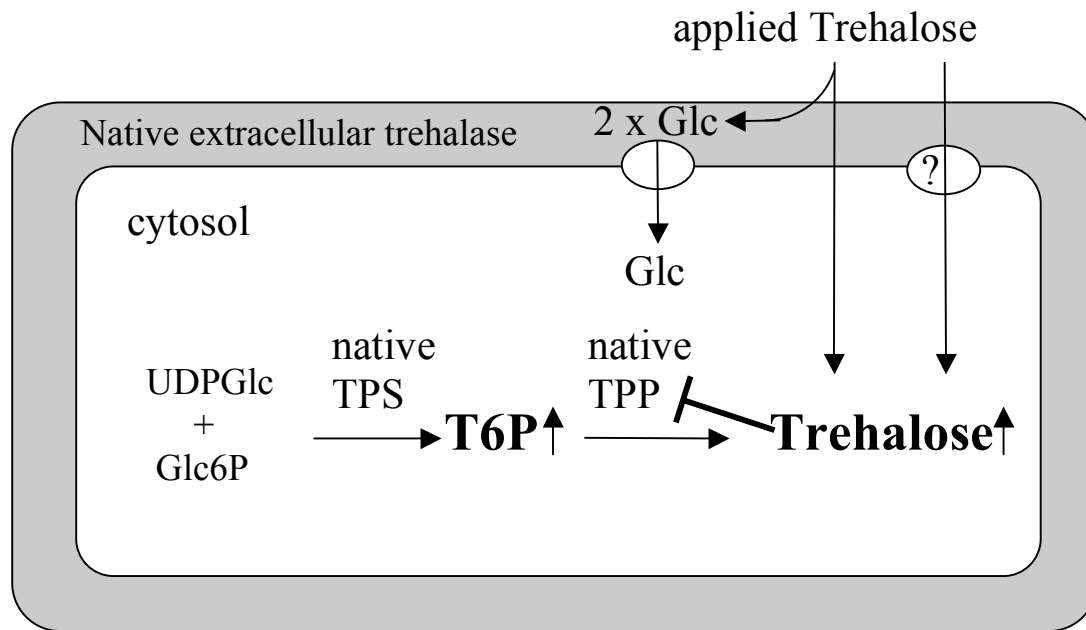 applied Trehalose
Native extracellular trehalase
2 x Glc
?
cytosol
Glc
UDPGlc
+
Glc6P
native
TPS
T6P
native
TPP
Trehalose